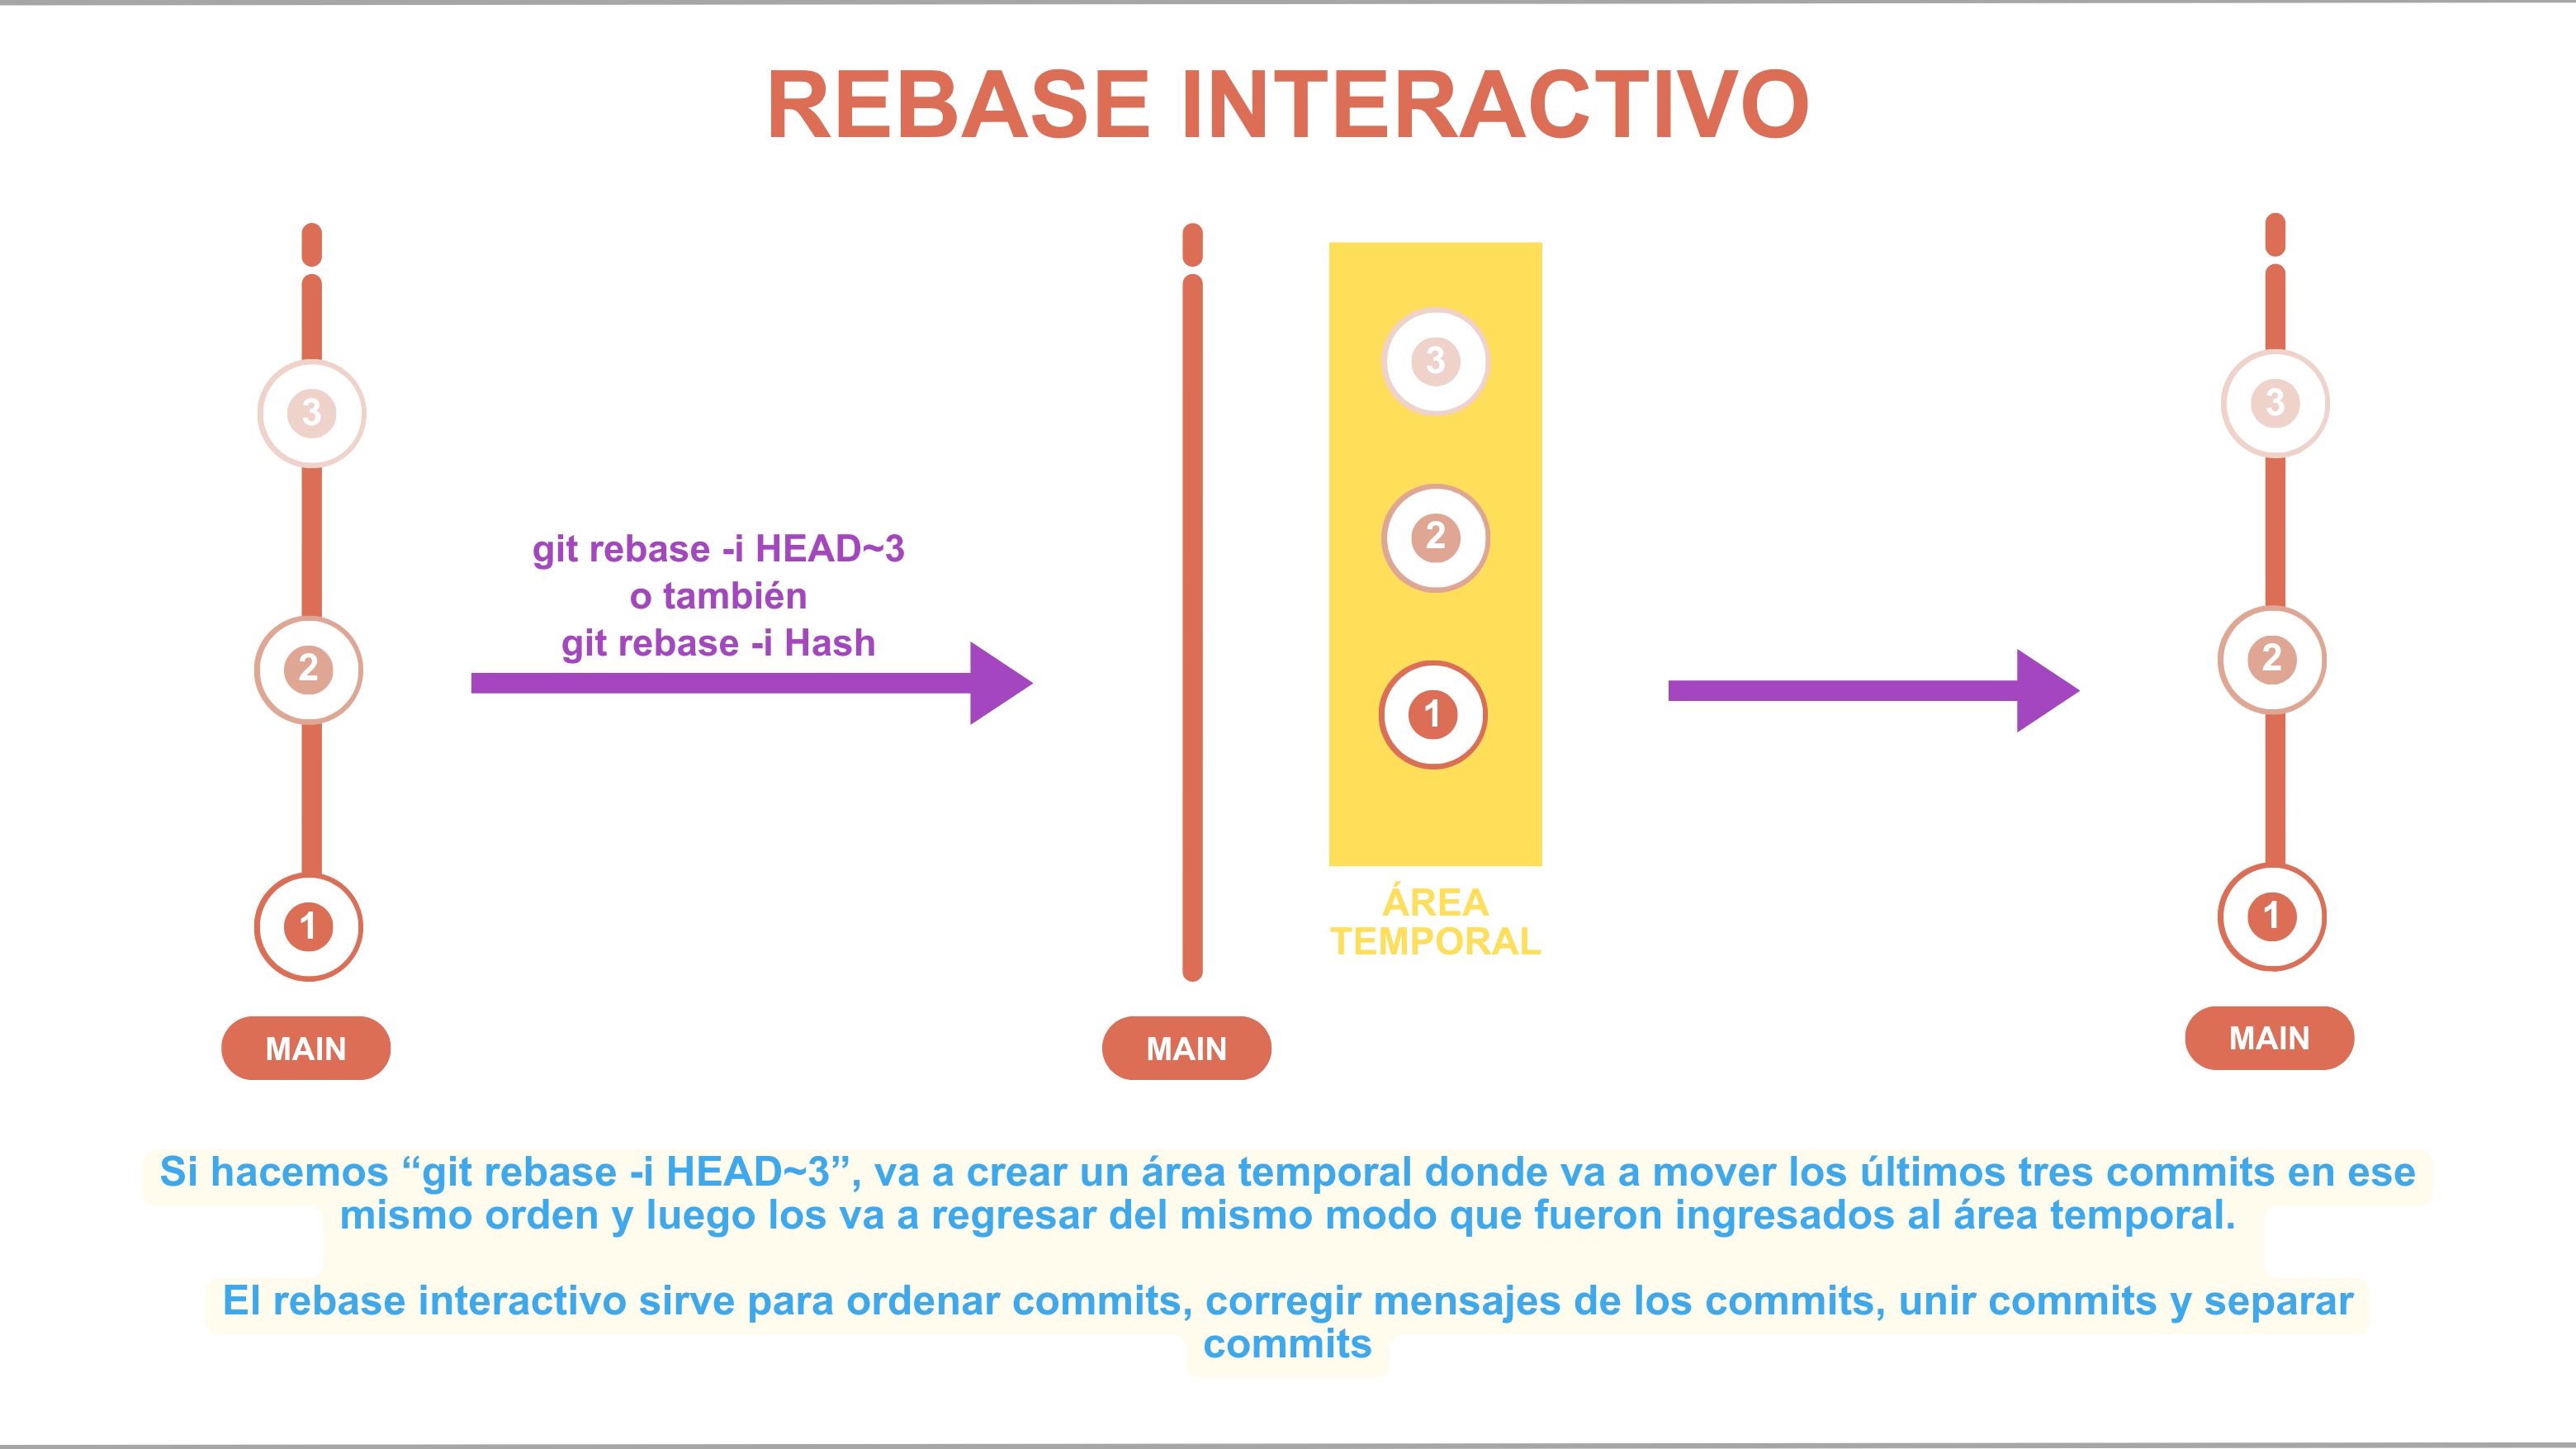 REBASE INTERACTIVO
3
2
1
MAIN
git rebase -i HEAD~3
o también
git rebase -i Hash
MAIN
3
2
1
ÁREA
TEMPORAL
3
2
1
MAIN
Si hacemos “git rebase -i HEAD~3”, va a crear un área temporal donde va a mover los últimos tres commits en ese
mismo orden y luego los va a regresar del mismo modo que fueron ingresados al área temporal.
El rebase interactivo sirve para ordenar commits, corregir mensajes de los commits, unir commits y separar
commits